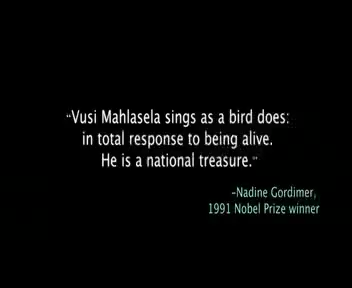 “Vusi Mahlasela sings as a bird does:
in total response to being alive.
He is a national treasure.”
–Nadine Gordimer,
1991 Nobel Prize winner